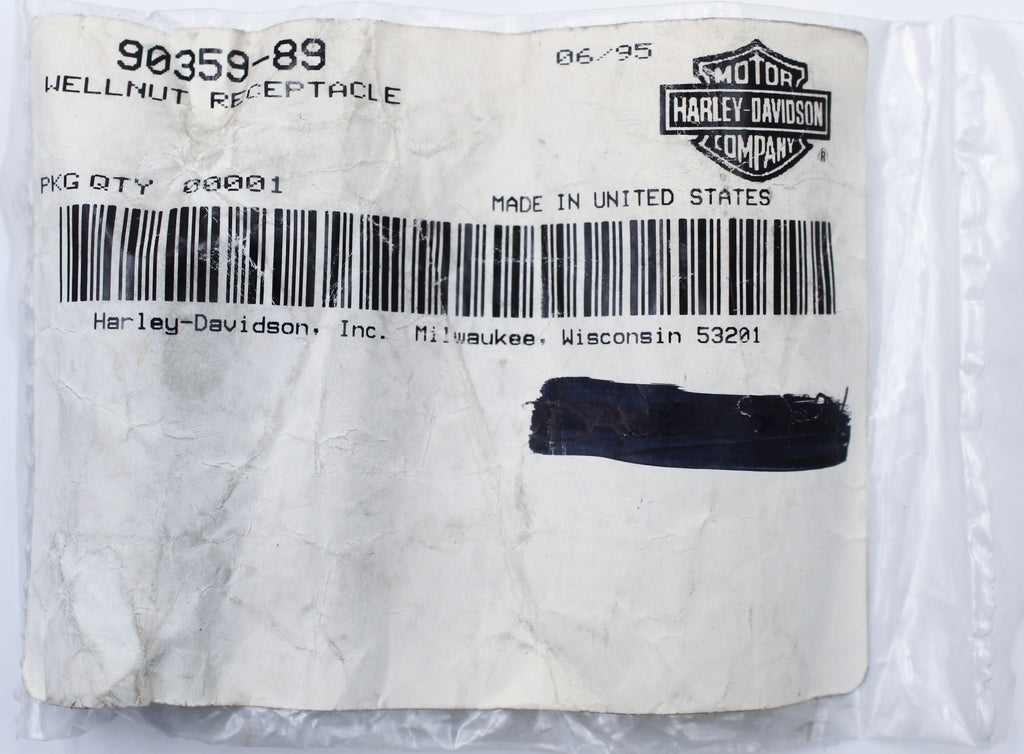 90359-89
06/95
WELLNUT RECEPTACLE
MOTOR
HARLEY-DAVIDSON
COMPANY
®
PKG QTY 00001
MADE IN UNITED STATES
Harley-Davidson, Inc. Milwaukee, Wisconsin 53201